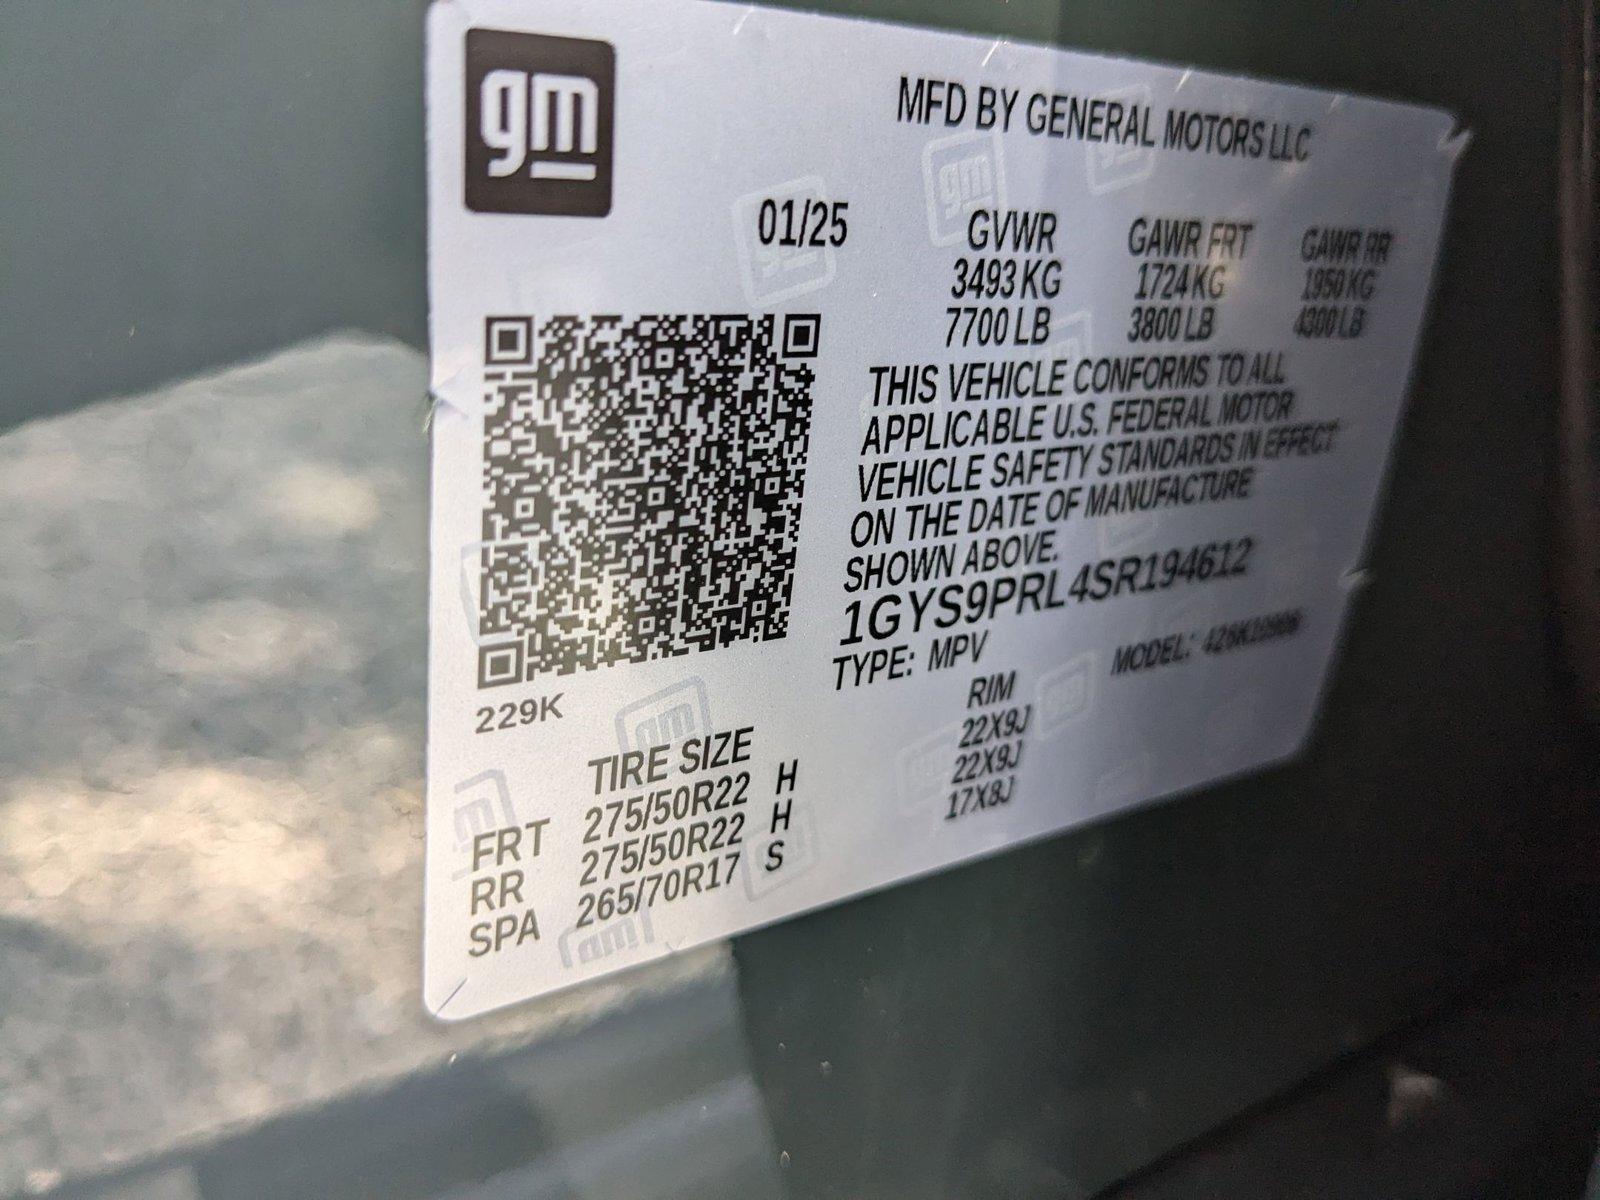 gm
MFD BY GENERAL MOTORS LLC
01/25
GVWR GAWR FRT GAWR RR
3493 KG 1724 KG 1950 KG
7700 LB 3800 LB 4300 LB
THIS VEHICLE CONFORMS TO ALL
APPLICABLE U.S. FEDERAL MOTOR
VEHICLE SAFETY STANDARDS IN EFFECT
ON THE DATE OF MANUFACTURE
SHOWN ABOVE.
1GYS9PRL4SR194612
TYPE: MPV MODEL:
229K
TIRE SIZE RIM
FRT 275/50R22 H 22X9J
RR 275/50R22 H 22X9J
SPA 265/70R17 S 17X8J